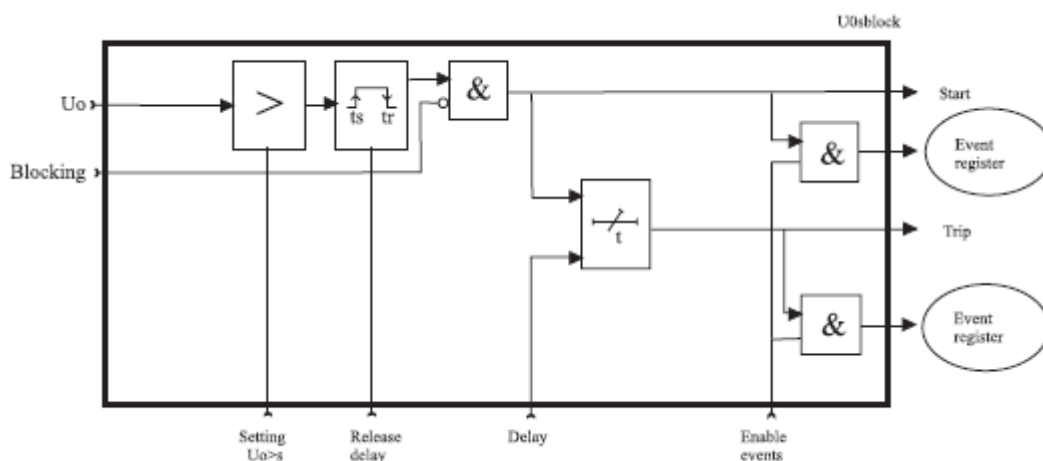 U0sblock
Uo
>
ts tr
&
Start
Blocking
&
Event
register
t
Trip
&
Event
register
Setting
Uo>s
Release
delay
Delay
Enable
events